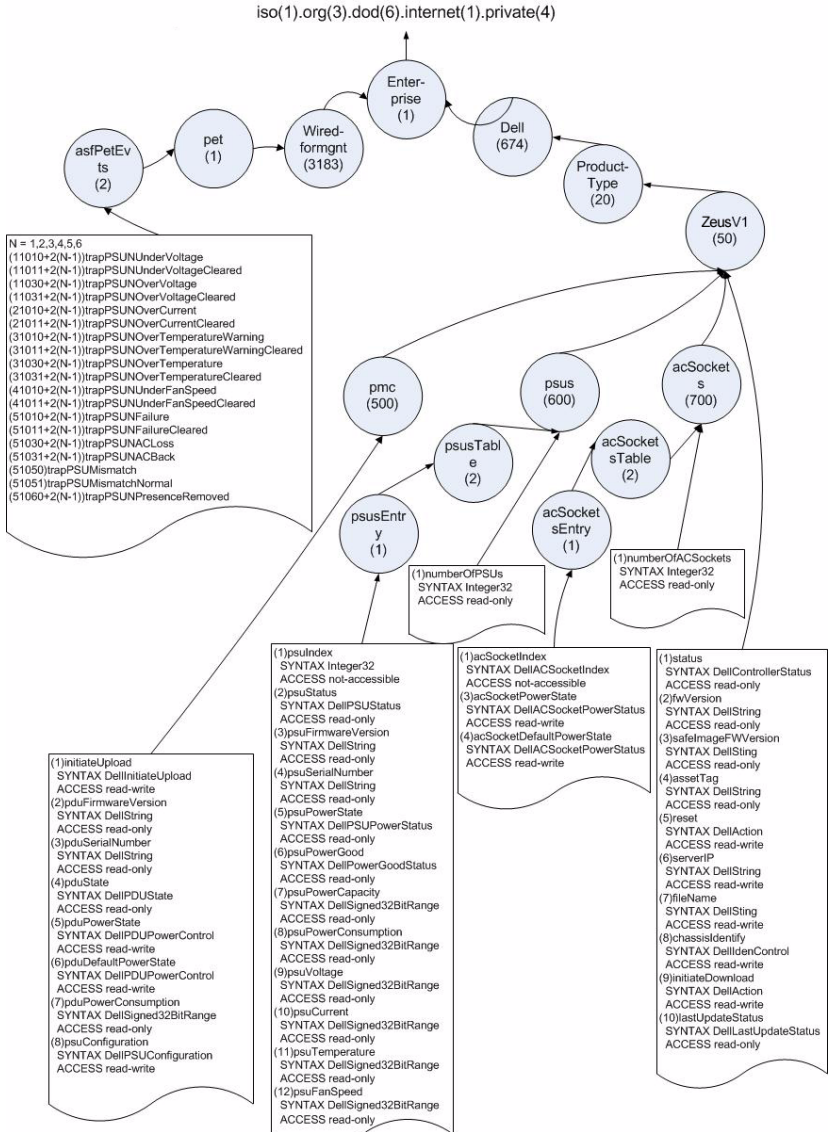 iso(1).org(3).dod(6).internet(1).private(4)
Enter-
prise
(1)
asfPetEv
ts
(2)
pet
(1)
Wired-
formgnt
(3183)
Dell
(674)
Product-
Type
(20)
ZeusV1
(50)
N = 1,2,3,4,5,6
(11010+2(N-1))trapPSUNUnderVoltage
(11011+2(N-1))trapPSUNUnderVoltageCleared
(11030+2(N-1))trapPSUNOverVoltage
(11031+2(N-1))trapPSUNOverVoltageCleared
(21010+2(N-1))trapPSUNOverCurrent
(21011+2(N-1))trapPSUNOverCurrentCleared
(31010+2(N-1))trapPSUNOverTemperatureWarning
(31011+2(N-1))trapPSUNOverTemperatureWarningCleared
(31030+2(N-1))trapPSUNOverTemperature
(31031+2(N-1))trapPSUNOverTemperatureCleared
(41010+2(N-1))trapPSUNUnderFanSpeed
(41011+2(N-1))trapPSUNUnderFanSpeedCleared
(51010+2(N-1))trapPSUNFailure
(51011+2(N-1))trapPSUNFailureCleared
(51030+2(N-1))trapPSUNACLoss
(51031+2(N-1))trapPSUNACBack
(51050)trapPSUMismatch
(51051)trapPSUMismatchNormal
(51060+2(N-1))trapPSUNPresenceRemoved
pmc
(500)
psus
(600)
acSocket
s
(700)
psusTabl
e
(2)
acSocket
sTable
(2)
psusEntr
y
(1)
acSocket
sEntry
(1)
(1)numberOfPSUs
SYNTAX Integer32
ACCESS read-only
(1)numberOfACSockets
SYNTAX Integer32
ACCESS read-only
(1)initiateUpload
SYNTAX DellInitiateUpload
ACCESS read-write
(2)pduFirmwareVersion
SYNTAX DellString
ACCESS read-only
(3)pduSerialNumber
SYNTAX DellString
ACCESS read-only
(4)pduState
SYNTAX DellPDUState
ACCESS read-only
(5)pduPowerState
SYNTAX DellPDUPowerControl
ACCESS read-write
(6)pduDefaultPowerState
SYNTAX DellPDUPowerControl
ACCESS read-write
(7)pduPowerConsumption
SYNTAX DellSigned32BitRange
ACCESS read-only
(8)psuConfiguration
SYNTAX DellPSUConfiguration
ACCESS read-write
(1)psuIndex
SYNTAX Integer32
ACCESS not-accessible
(2)psuStatus
SYNTAX DellPSUStatus
ACCESS read-only
(3)psuFirmwareVersion
SYNTAX DellString
ACCESS read-only
(4)psuSerialNumber
SYNTAX DellString
ACCESS read-only
(5)psuPowerState
SYNTAX DellPSUPowerStatus
ACCESS read-only
(6)psuPowerGood
SYNTAX DellPowerGoodStatus
ACCESS read-only
(7)psuPowerCapacity
SYNTAX DellSigned32BitRange
ACCESS read-only
(8)psuPowerConsumption
SYNTAX DellSigned32BitRange
ACCESS read-only
(9)psuVoltage
SYNTAX DellSigned32BitRange
ACCESS read-only
(10)psuCurrent
SYNTAX DellSigned32BitRange
ACCESS read-only
(11)psuTemperature
SYNTAX DellSigned32BitRange
ACCESS read-only
(12)psuFanSpeed
SYNTAX DellSigned32BitRange
ACCESS read-only
(1)acSocketIndex
SYNTAX DellACSocketIndex
ACCESS not-accessible
(3)acSocketPowerState
SYNTAX DellACSocketPowerStatus
ACCESS read-write
(4)acSocketDefaultPowerState
SYNTAX DellACSocketPowerStatus
ACCESS read-write
(1)status
SYNTAX DellControllerStatus
ACCESS read-only
(2)fwVersion
SYNTAX DellString
ACCESS read-only
(3)safeImageFWVersion
SYNTAX DellSting
ACCESS read-only
(4)assetTag
ACCESS read-only
(5)reset
SYNTAX DellAction
ACCESS read-write
(6)serverIP
SYNTAX DellString
ACCESS read-write
(7)fileName
SYNTAX DellSting
ACCESS read-write
(8)chassisIdentify
SYNTAX DellIdenControl
ACCESS read-write
(9)initiateDownload
SYNTAX DellAction
ACCESS read-write
(10)lastUpdateStatus
SYNTAX DellLastUpdateStatus
ACCESS read-only